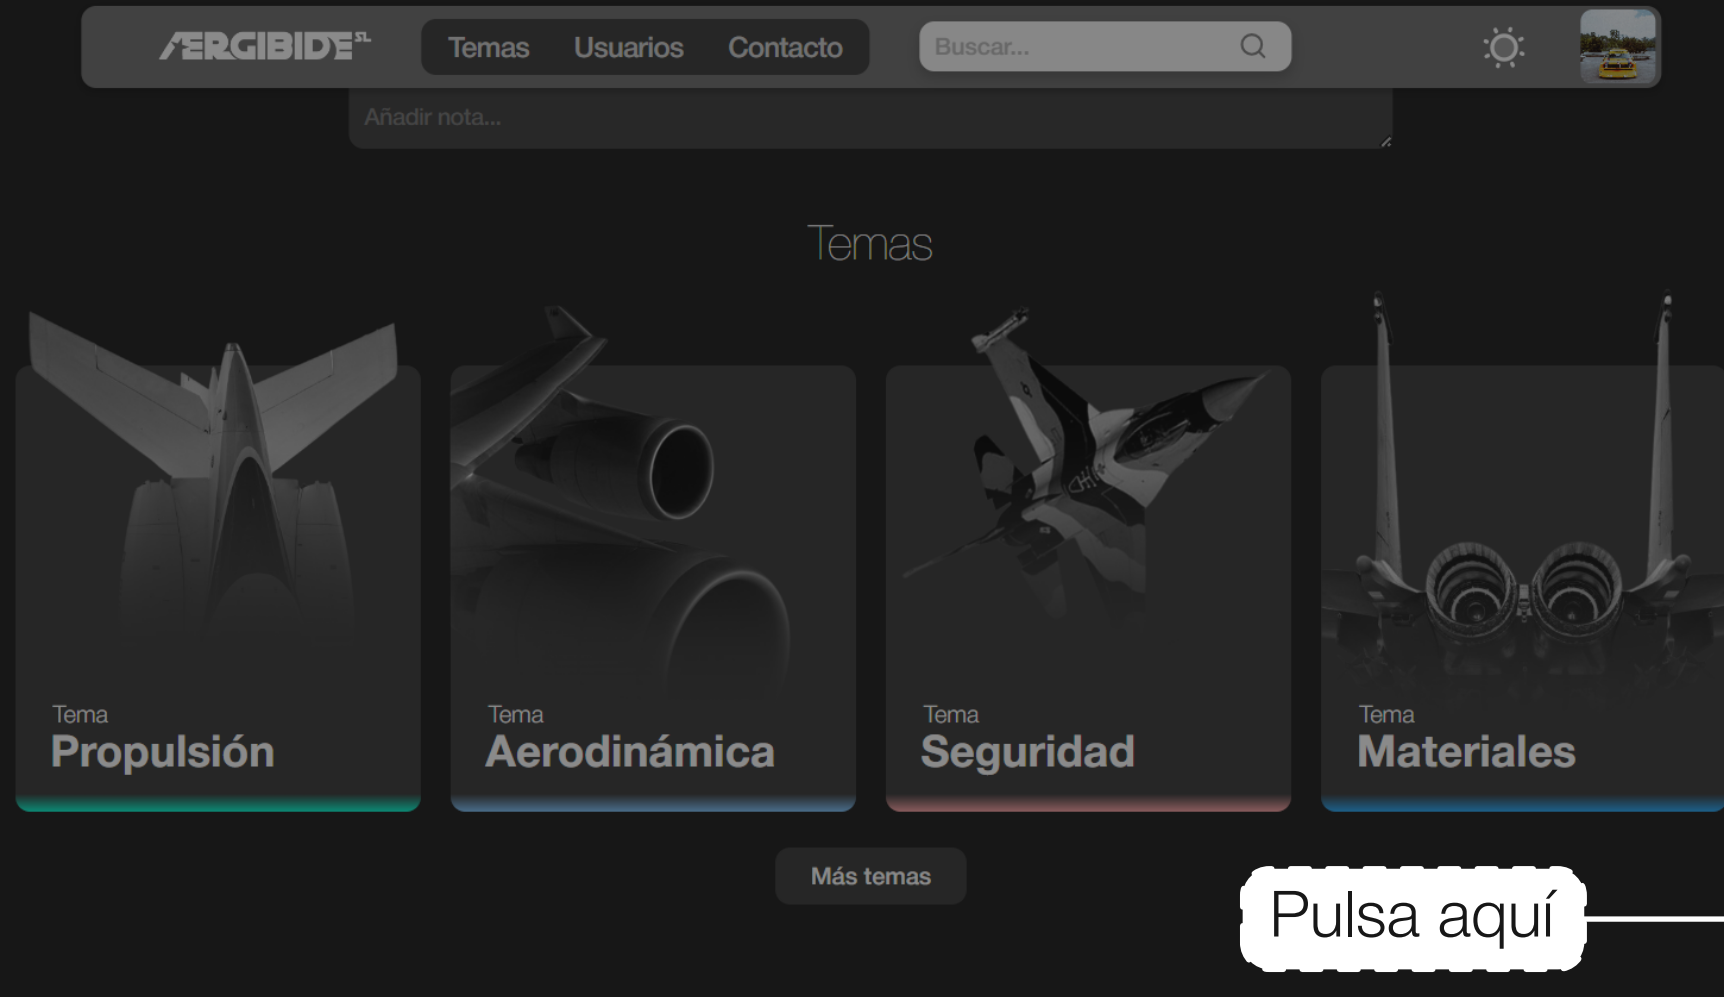 ÆRGIBIDE SL
Temas Usuarios Contacto
Buscar...
Añadir nota...
Temas
Tema
Propulsión
Tema
Aerodinámica
Tema
Seguridad
Tema
Materiales
Más temas
Pulsa aquí